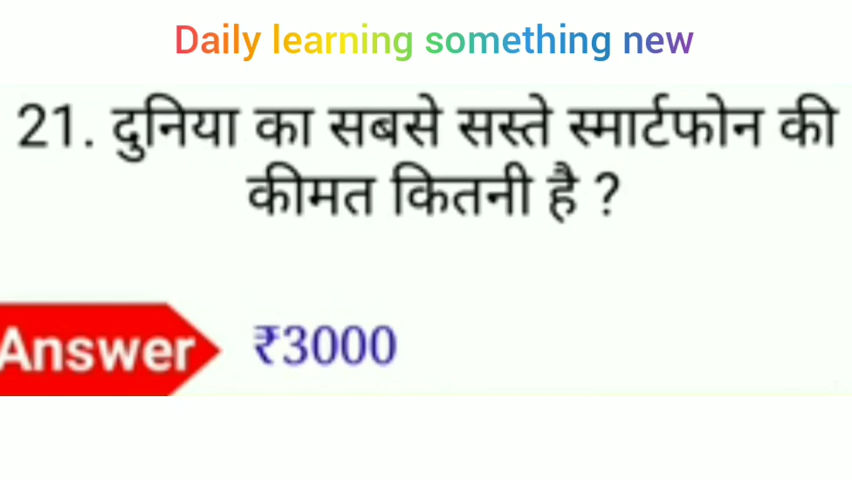 Daily learning something new
21. दुनिया का सबसे सस्ते स्मार्टफोन की
कीमत कितनी है ?
Answer ₹3000